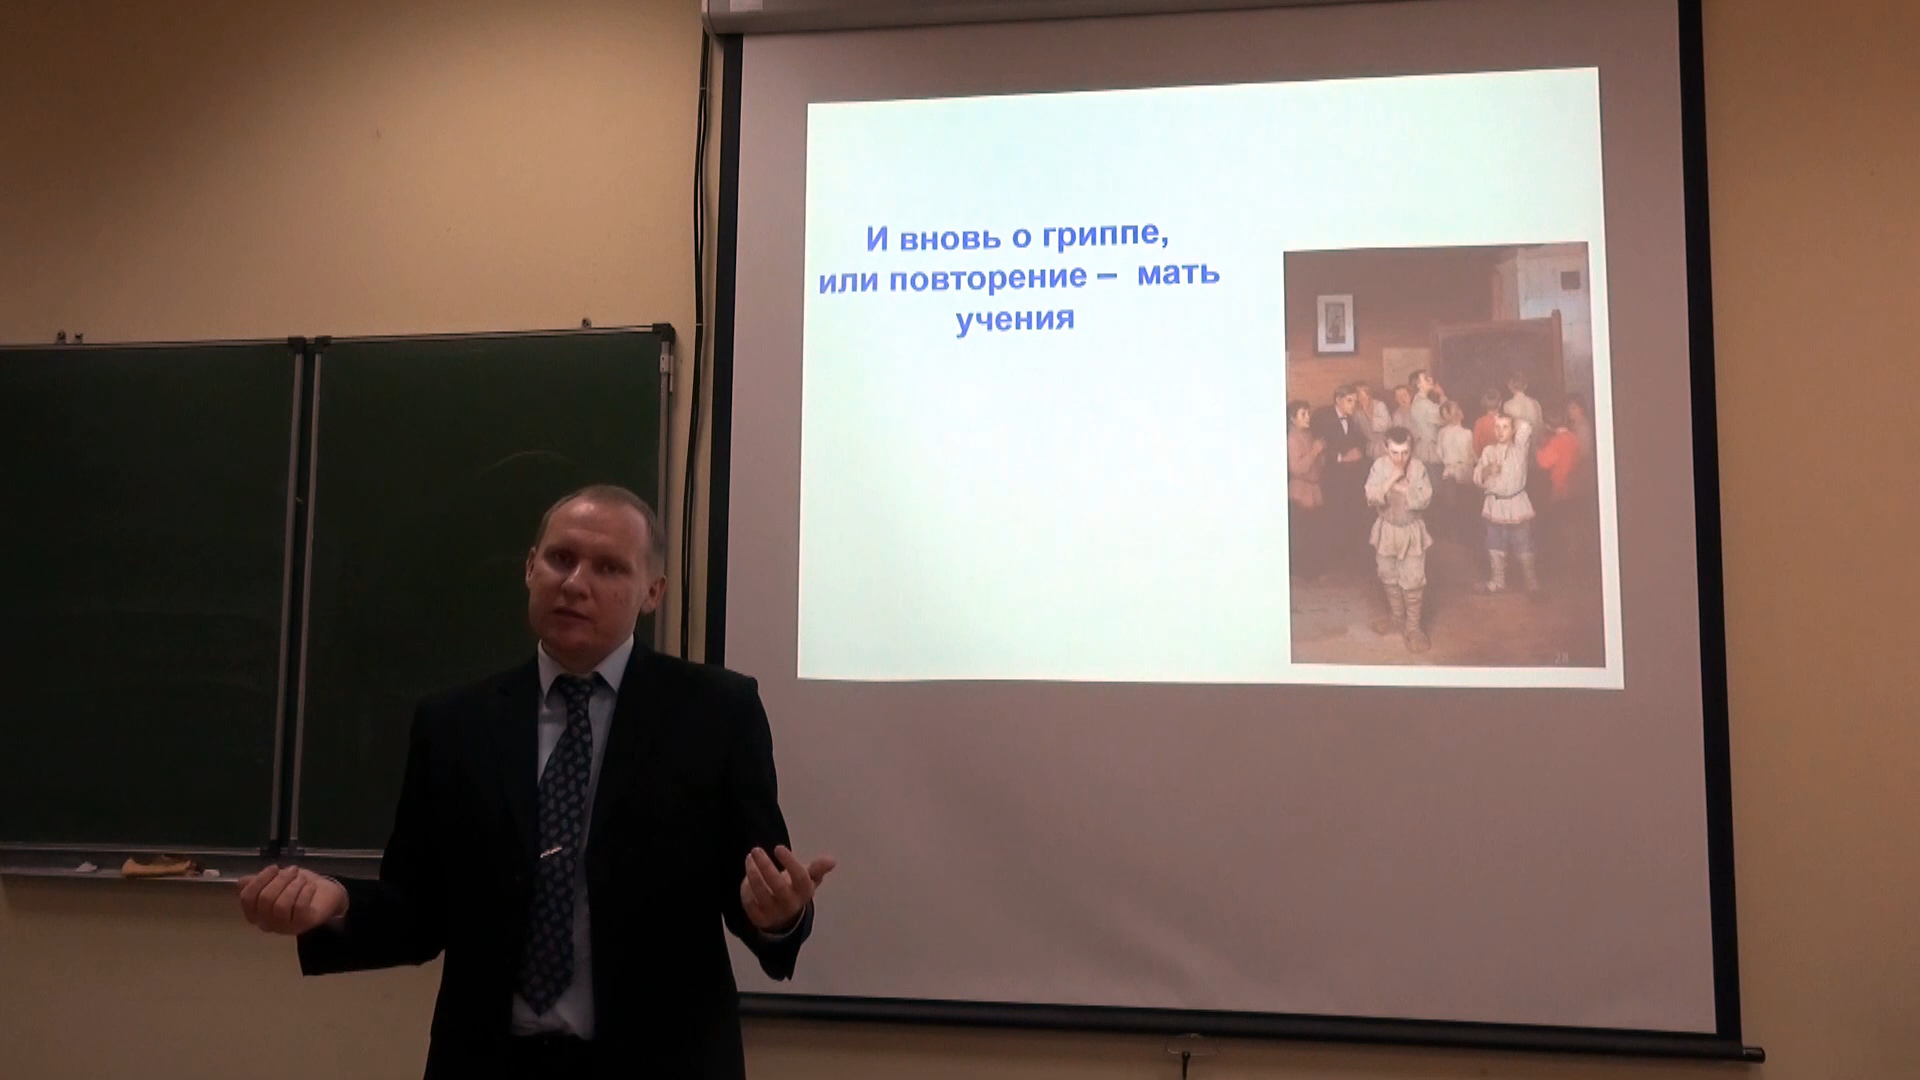 И вновь о гриппе,
или повторение – мать
учения